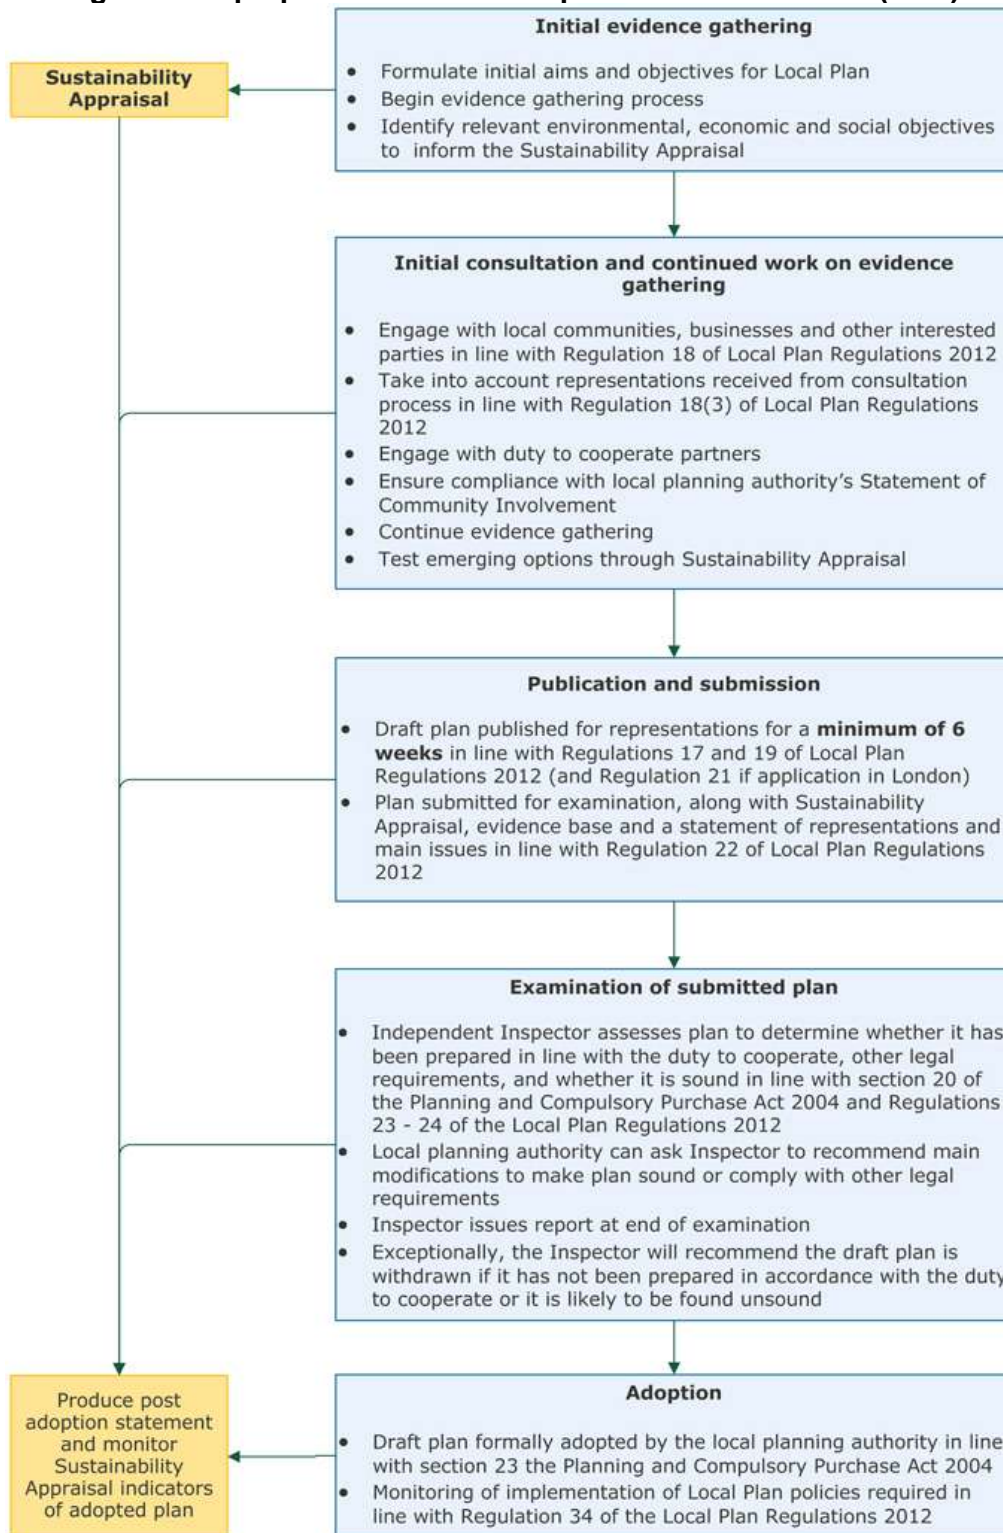 Initial evidence gathering
• Formulate initial aims and objectives for Local Plan
• Begin evidence gathering process
• Identify relevant environmental, economic and social objectives
to inform the Sustainability Appraisal
Sustainability
Appraisal
Initial consultation and continued work on evidence
gathering
• Engage with local communities, businesses and other interested
parties in line with Regulation 18 of Local Plan Regulations 2012
• Take into account representations received from consultation
process in line with Regulation 18(3) of Local Plan Regulations
2012
• Engage with duty to cooperate partners
• Ensure compliance with local planning authority’s Statement of
Community Involvement
• Continue evidence gathering
• Test emerging options through Sustainability Appraisal
Publication and submission
• Draft plan published for representations for a minimum of 6
weeks in line with Regulations 17 and 19 of Local Plan
Regulations 2012 (and Regulation 21 if application in London)
• Plan submitted for examination, along with Sustainability
Appraisal, evidence base and a statement of representations and
main issues in line with Regulation 22 of Local Plan Regulations
2012
Examination of submitted plan
• Independent Inspector assesses plan to determine whether it has
been prepared in line with the duty to cooperate, other legal
requirements, and whether it is sound in line with section 20 of
the Planning and Compulsory Purchase Act 2004 and Regulations
23 - 24 of the Local Plan Regulations 2012
• Local planning authority can ask Inspector to recommend main
modifications to make plan sound or comply with other legal
requirements
• Inspector issues report at end of examination
• Exceptionally, the Inspector will recommend the draft plan is
withdrawn if it has not been prepared in accordance with the duty
to cooperate or it is likely to be found unsound
Adoption
• Draft plan formally adopted by the local planning authority in line
with section 23 the Planning and Compulsory Purchase Act 2004
• Monitoring of implementation of Local Plan policies required in
line with Regulation 34 of the Local Plan Regulations 2012
Produce post
adoption statement
and monitor
Sustainability
Appraisal indicators
of adopted plan